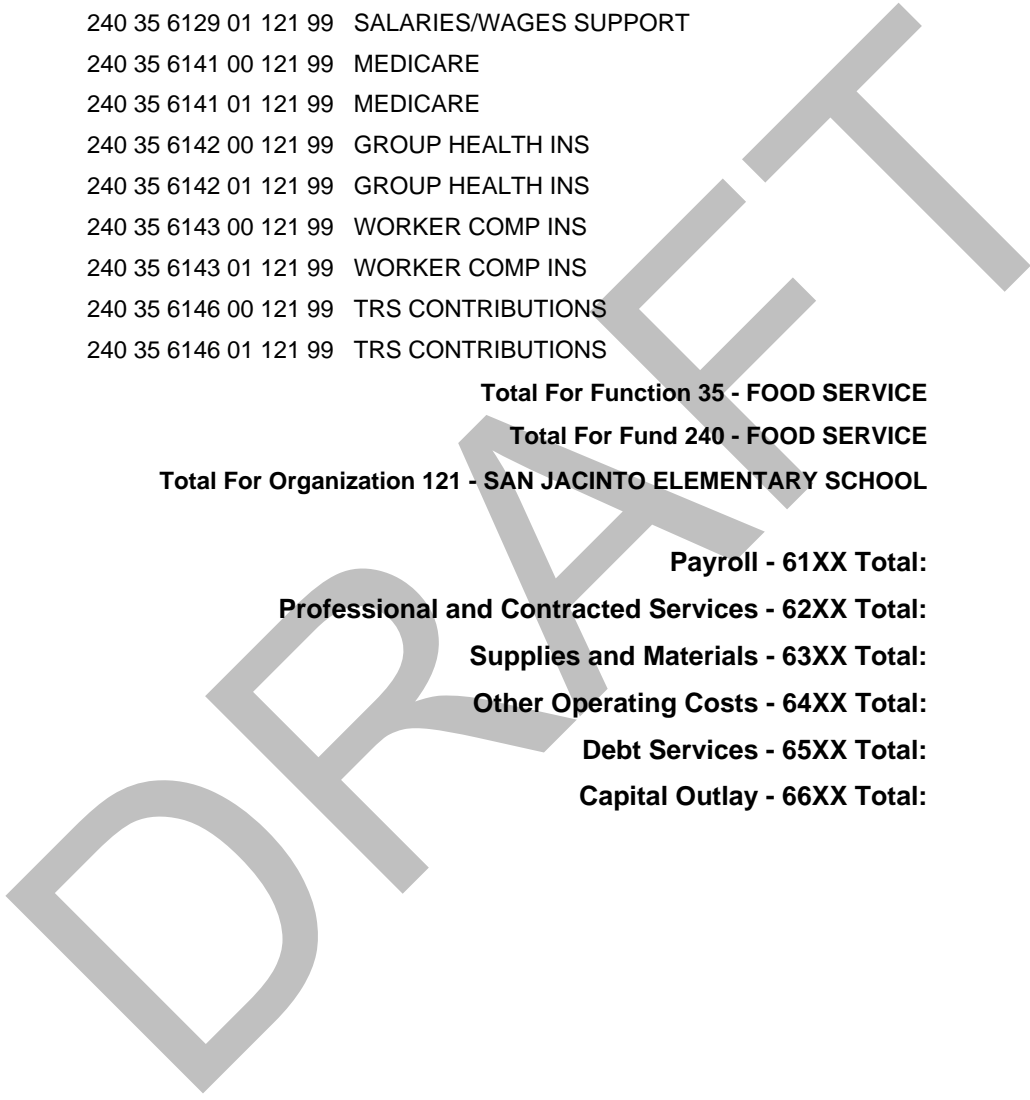 240 35 6129 01 121 99 SALARIES/WAGES SUPPORT
240 35 6141 00 121 99 MEDICARE
240 35 6141 01 121 99 MEDICARE
240 35 6142 00 121 99 GROUP HEALTH INS
240 35 6142 01 121 99 GROUP HEALTH INS
240 35 6143 00 121 99 WORKER COMP INS
240 35 6143 01 121 99 WORKER COMP INS
240 35 6146 00 121 99 TRS CONTRIBUTIONS
240 35 6146 01 121 99 TRS CONTRIBUTIONS
Total For Function 35 - FOOD SERVICE
Total For Fund 240 - FOOD SERVICE
Total For Organization 121 - SAN JACINTO ELEMENTARY SCHOOL
Payroll - 61XX Total:
Professional and Contracted Services - 62XX Total:
Supplies and Materials - 63XX Total:
Other Operating Costs - 64XX Total:
Debt Services - 65XX Total:
Capital Outlay - 66XX Total:
DRAFT